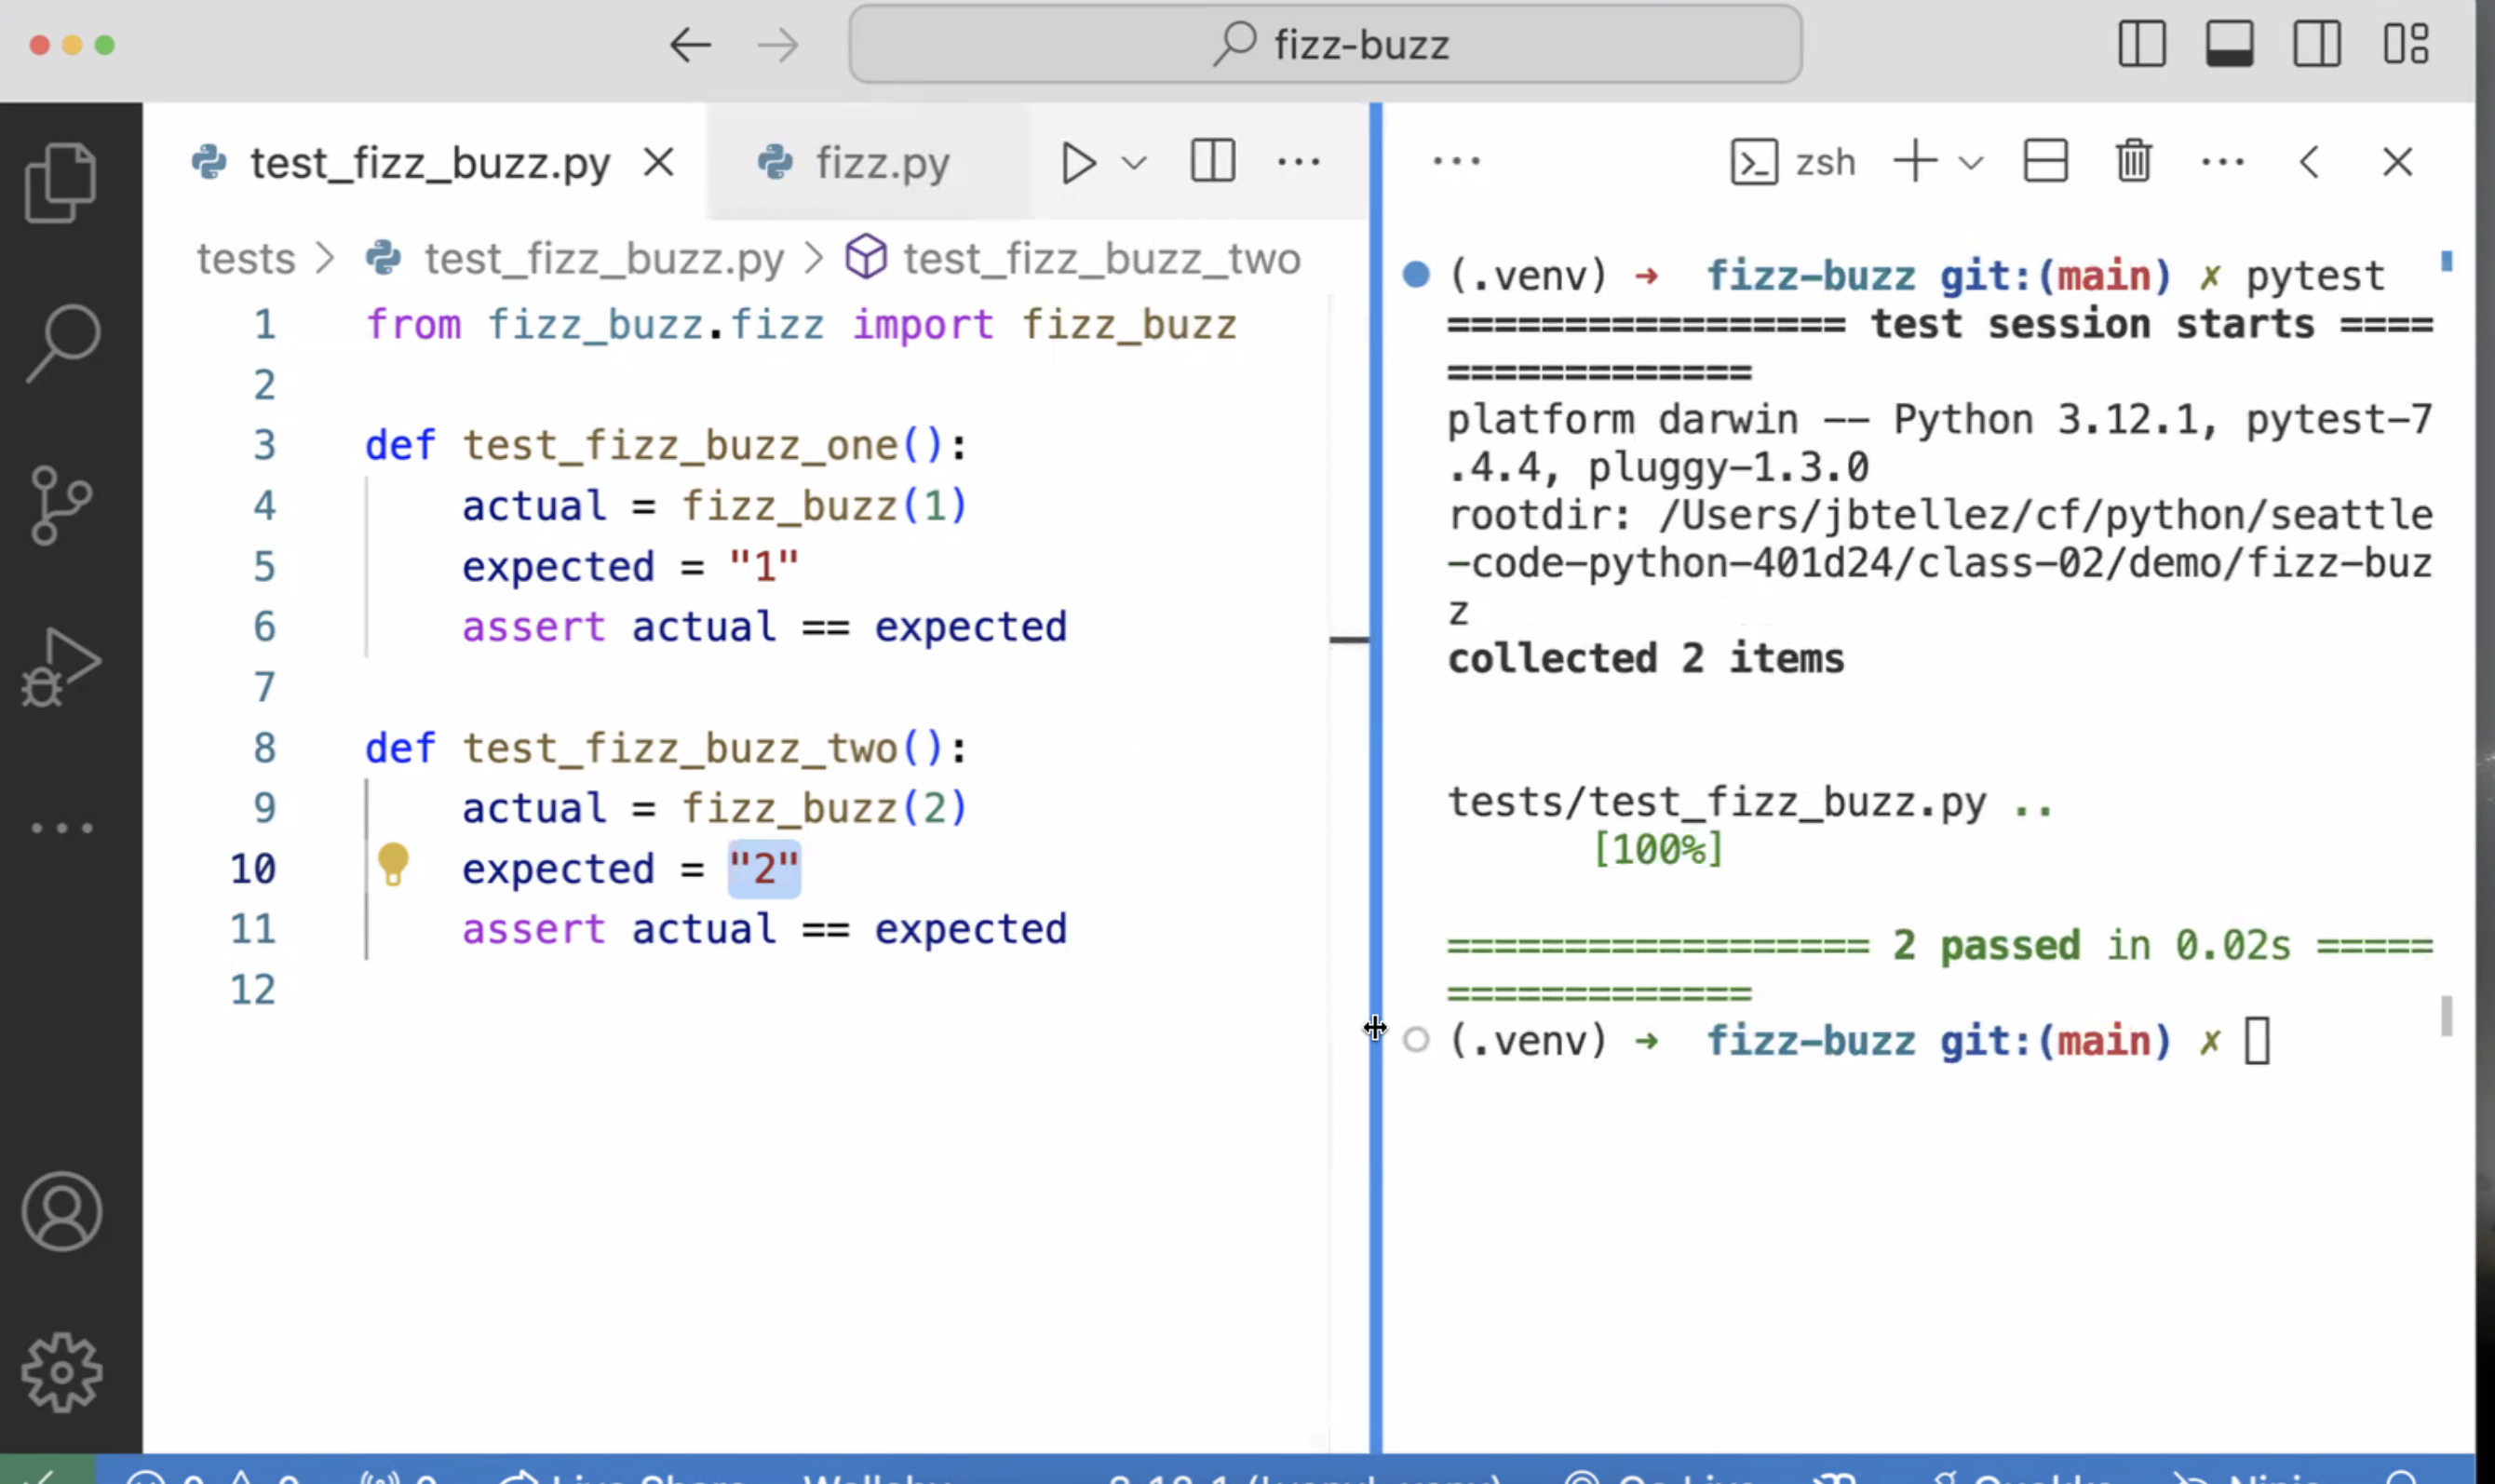 fizz-buzz
test_fizz_buzz.py
fizz.py
tests > test_fizz_buzz.py > test_fizz_buzz_two
1 from fizz_buzz.fizz import fizz_buzz
2
3 def test_fizz_buzz_one():
4 actual = fizz_buzz(1)
5 expected = "1"
6 assert actual == expected
7
8 def test_fizz_buzz_two():
9 actual = fizz_buzz(2)
10 expected = "2"
11 assert actual == expected
12
zsh
(.venv) → fizz-buzz git:(main) ✗ pytest
================= test session starts ====
=============
platform darwin -- Python 3.12.1, pytest-7
.4.4, pluggy-1.3.0
rootdir: /Users/jbtellez/cf/python/seattle
-code-python-401d24/class-02/demo/fizz-buz
z
collected 2 items
tests/test_fizz_buzz.py ..
[100%]
================== 2 passed in 0.02s =====
=============
(.venv) → fizz-buzz git:(main) ✗